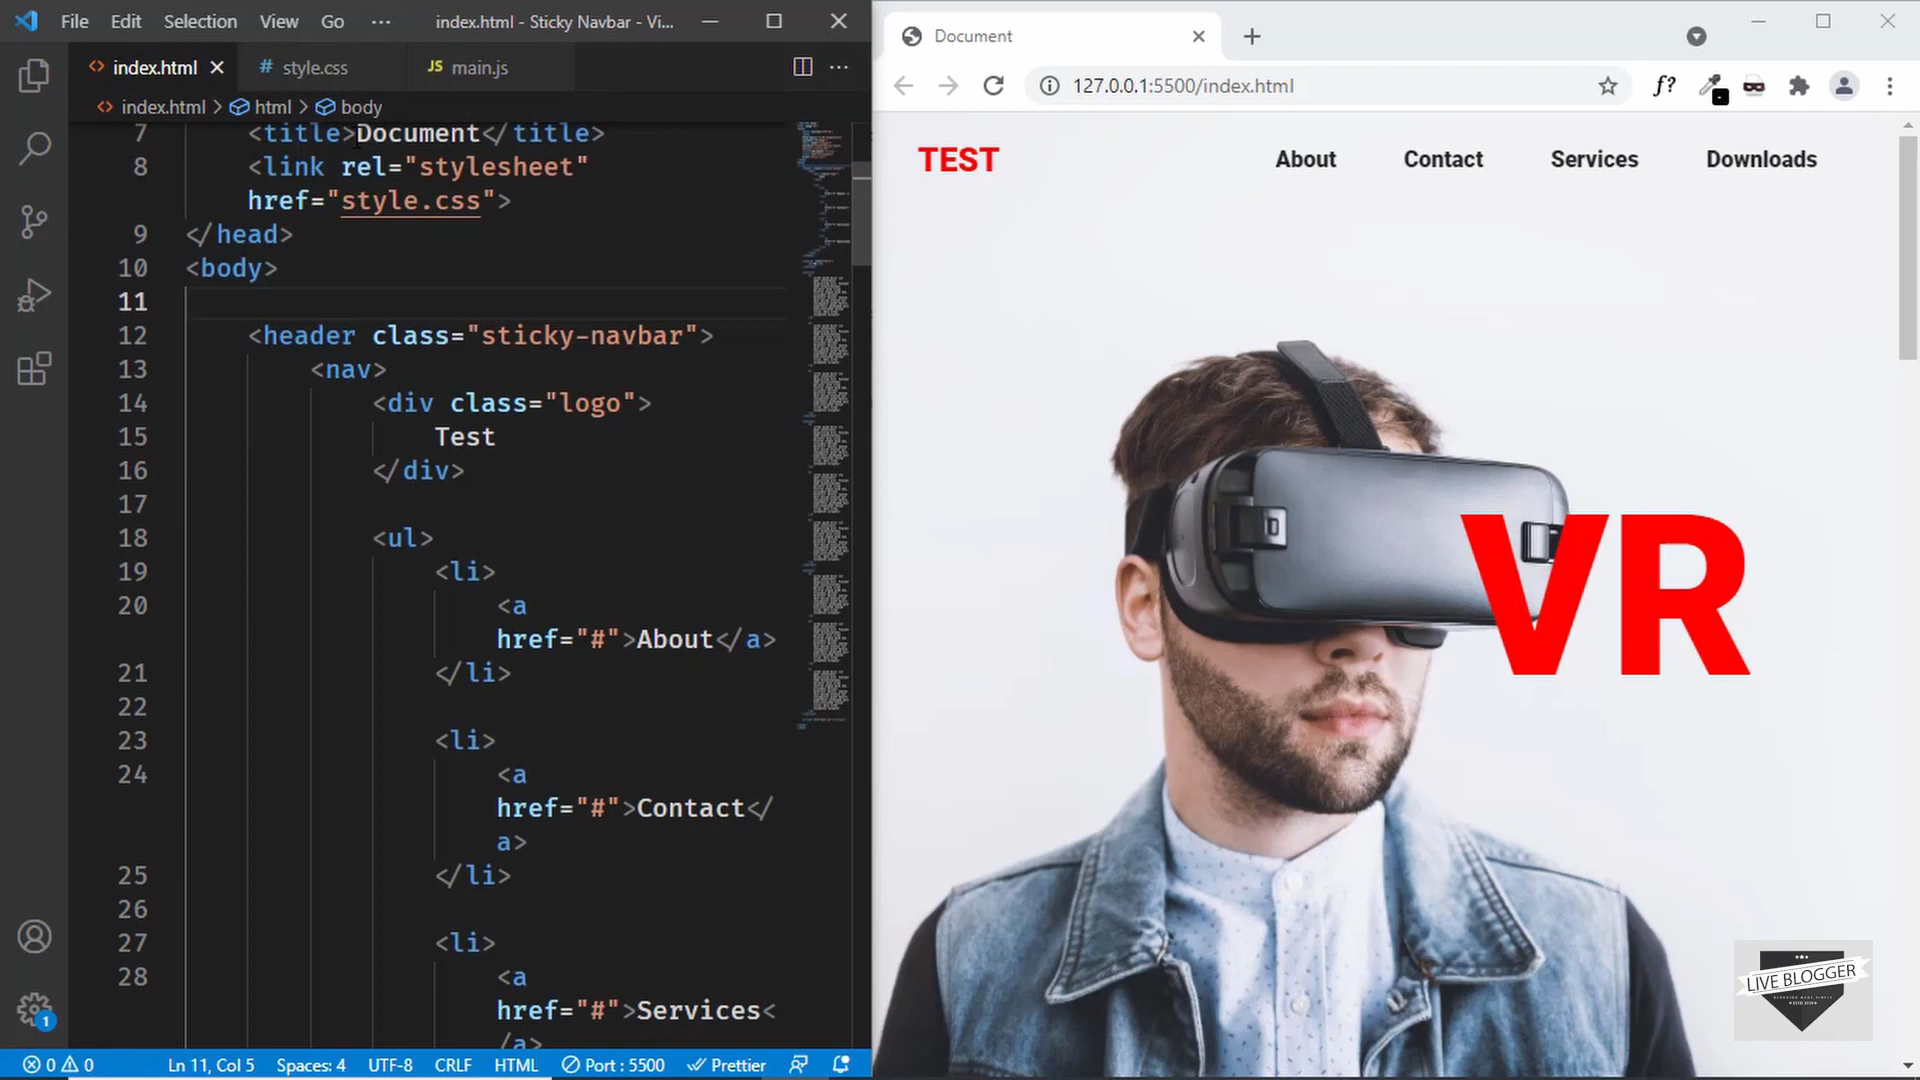 File Edit Selection View Go ··· index.html - Sticky Navbar - Vi...
index.html
style.css
JS main.js
index.html > html > body
7 <title>Document</title>
8 <link rel="stylesheet"
href="style.css">
9 </head>
10 <body>
11
12 <header class="sticky-navbar">
13 <nav>
14 <div class="logo">
15 Test
16 </div>
17
18 <ul>
19 <li>
20 <a
href="#">About</a>
21 </li>
22
23 <li>
24 <a
href="#">Contact</
a>
25 </li>
26
27 <li>
28 <a
href="#">Services<
/a>
1
0 0 Ln 11, Col 5 Spaces: 4 UTF-8 CRLF HTML Port : 5500 Prettier
Document
127.0.0.1:5500/index.html
f?
TEST About Contact Services Downloads
VR
LIVE BLOGGER